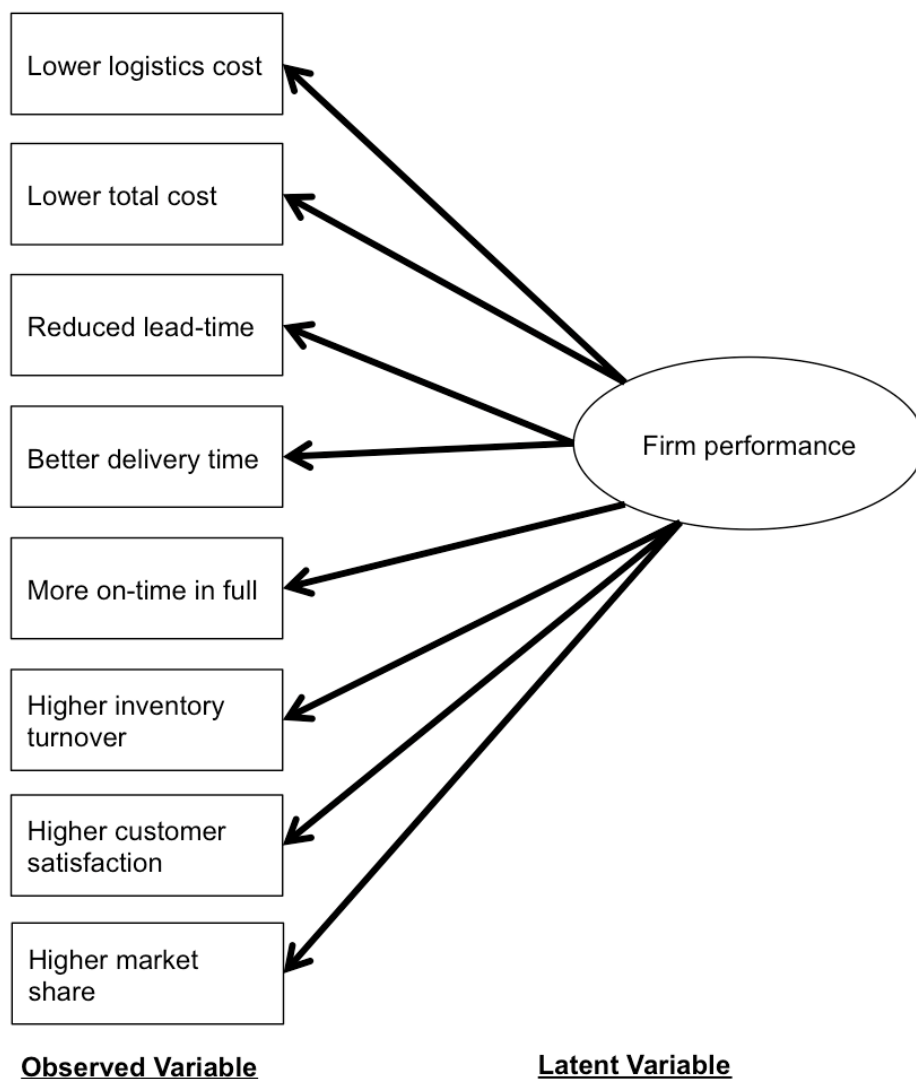 Lower logistics cost
Lower total cost
Reduced lead-time
Better delivery time
Firm performance
More on-time in full
Higher inventory
turnover
Higher customer
satisfaction
Higher market
share
Observed Variable
Latent Variable